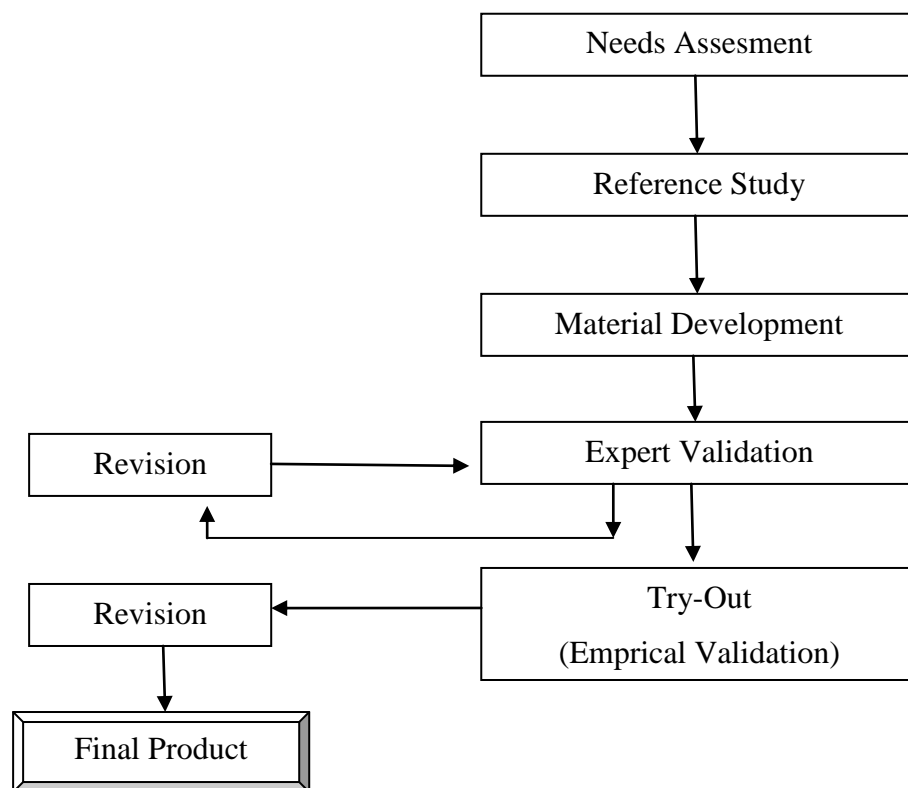 Needs Assesment
Reference Study
Material Development
Expert Validation
Revision
Try-Out
(Emprical Validation)
Revision
Final Product